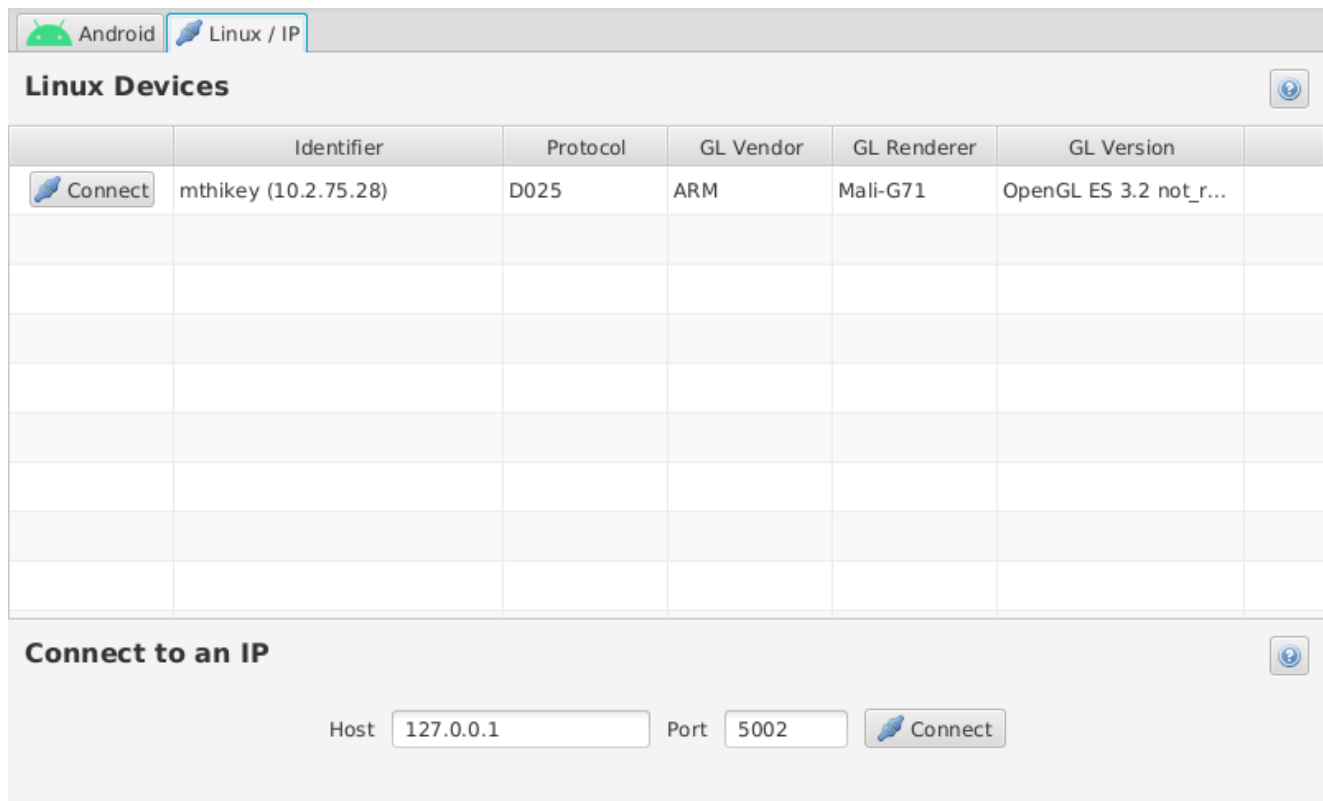 Android Linux / IP
Linux Devices
Identifier Protocol GL Vendor GL Renderer GL Version
Connect mthikey (10.2.75.28) D025 ARM Mali-G71 OpenGL ES 3.2 not_r...
Connect to an IP
Host 127.0.0.1 Port 5002 Connect